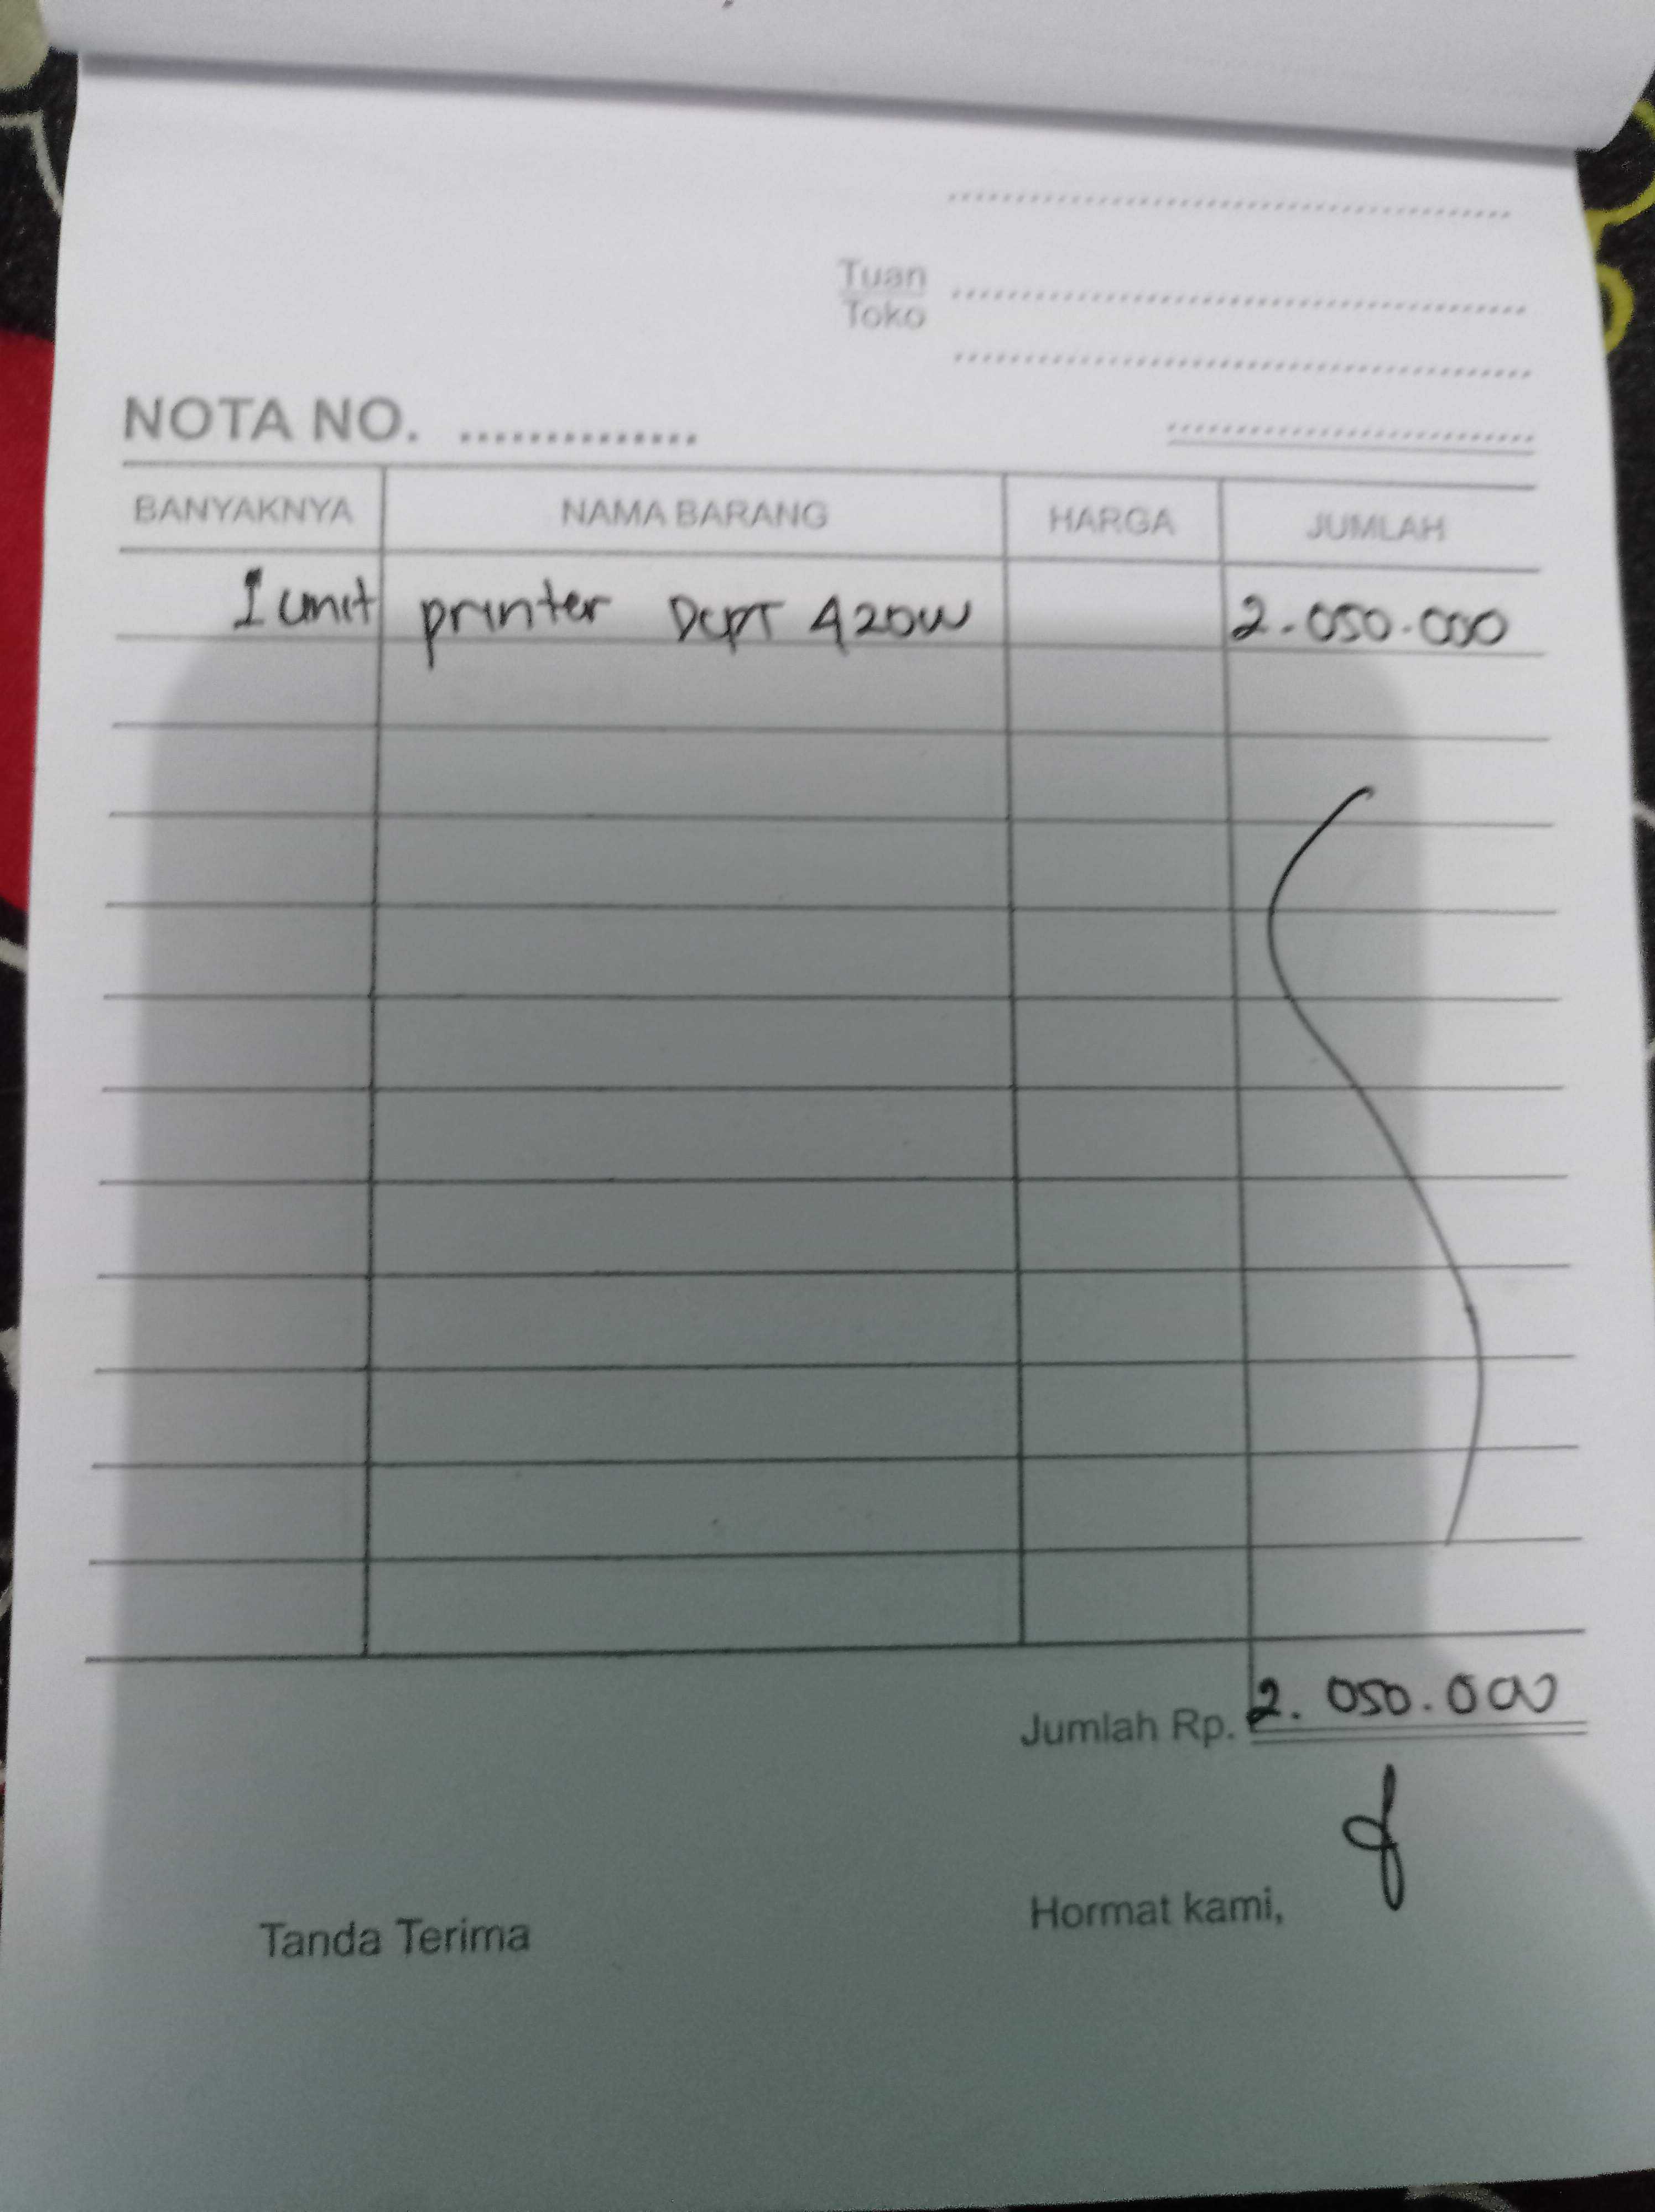 Tuan
Toko
NOTA NO. ..............
BANYAKNYA NAMA BARANG HARGA JUMLAH
1 unit printer DCPT 420W 2.050.000
Jumlah Rp. 2.050.000
Tanda Terima Hormat kami,